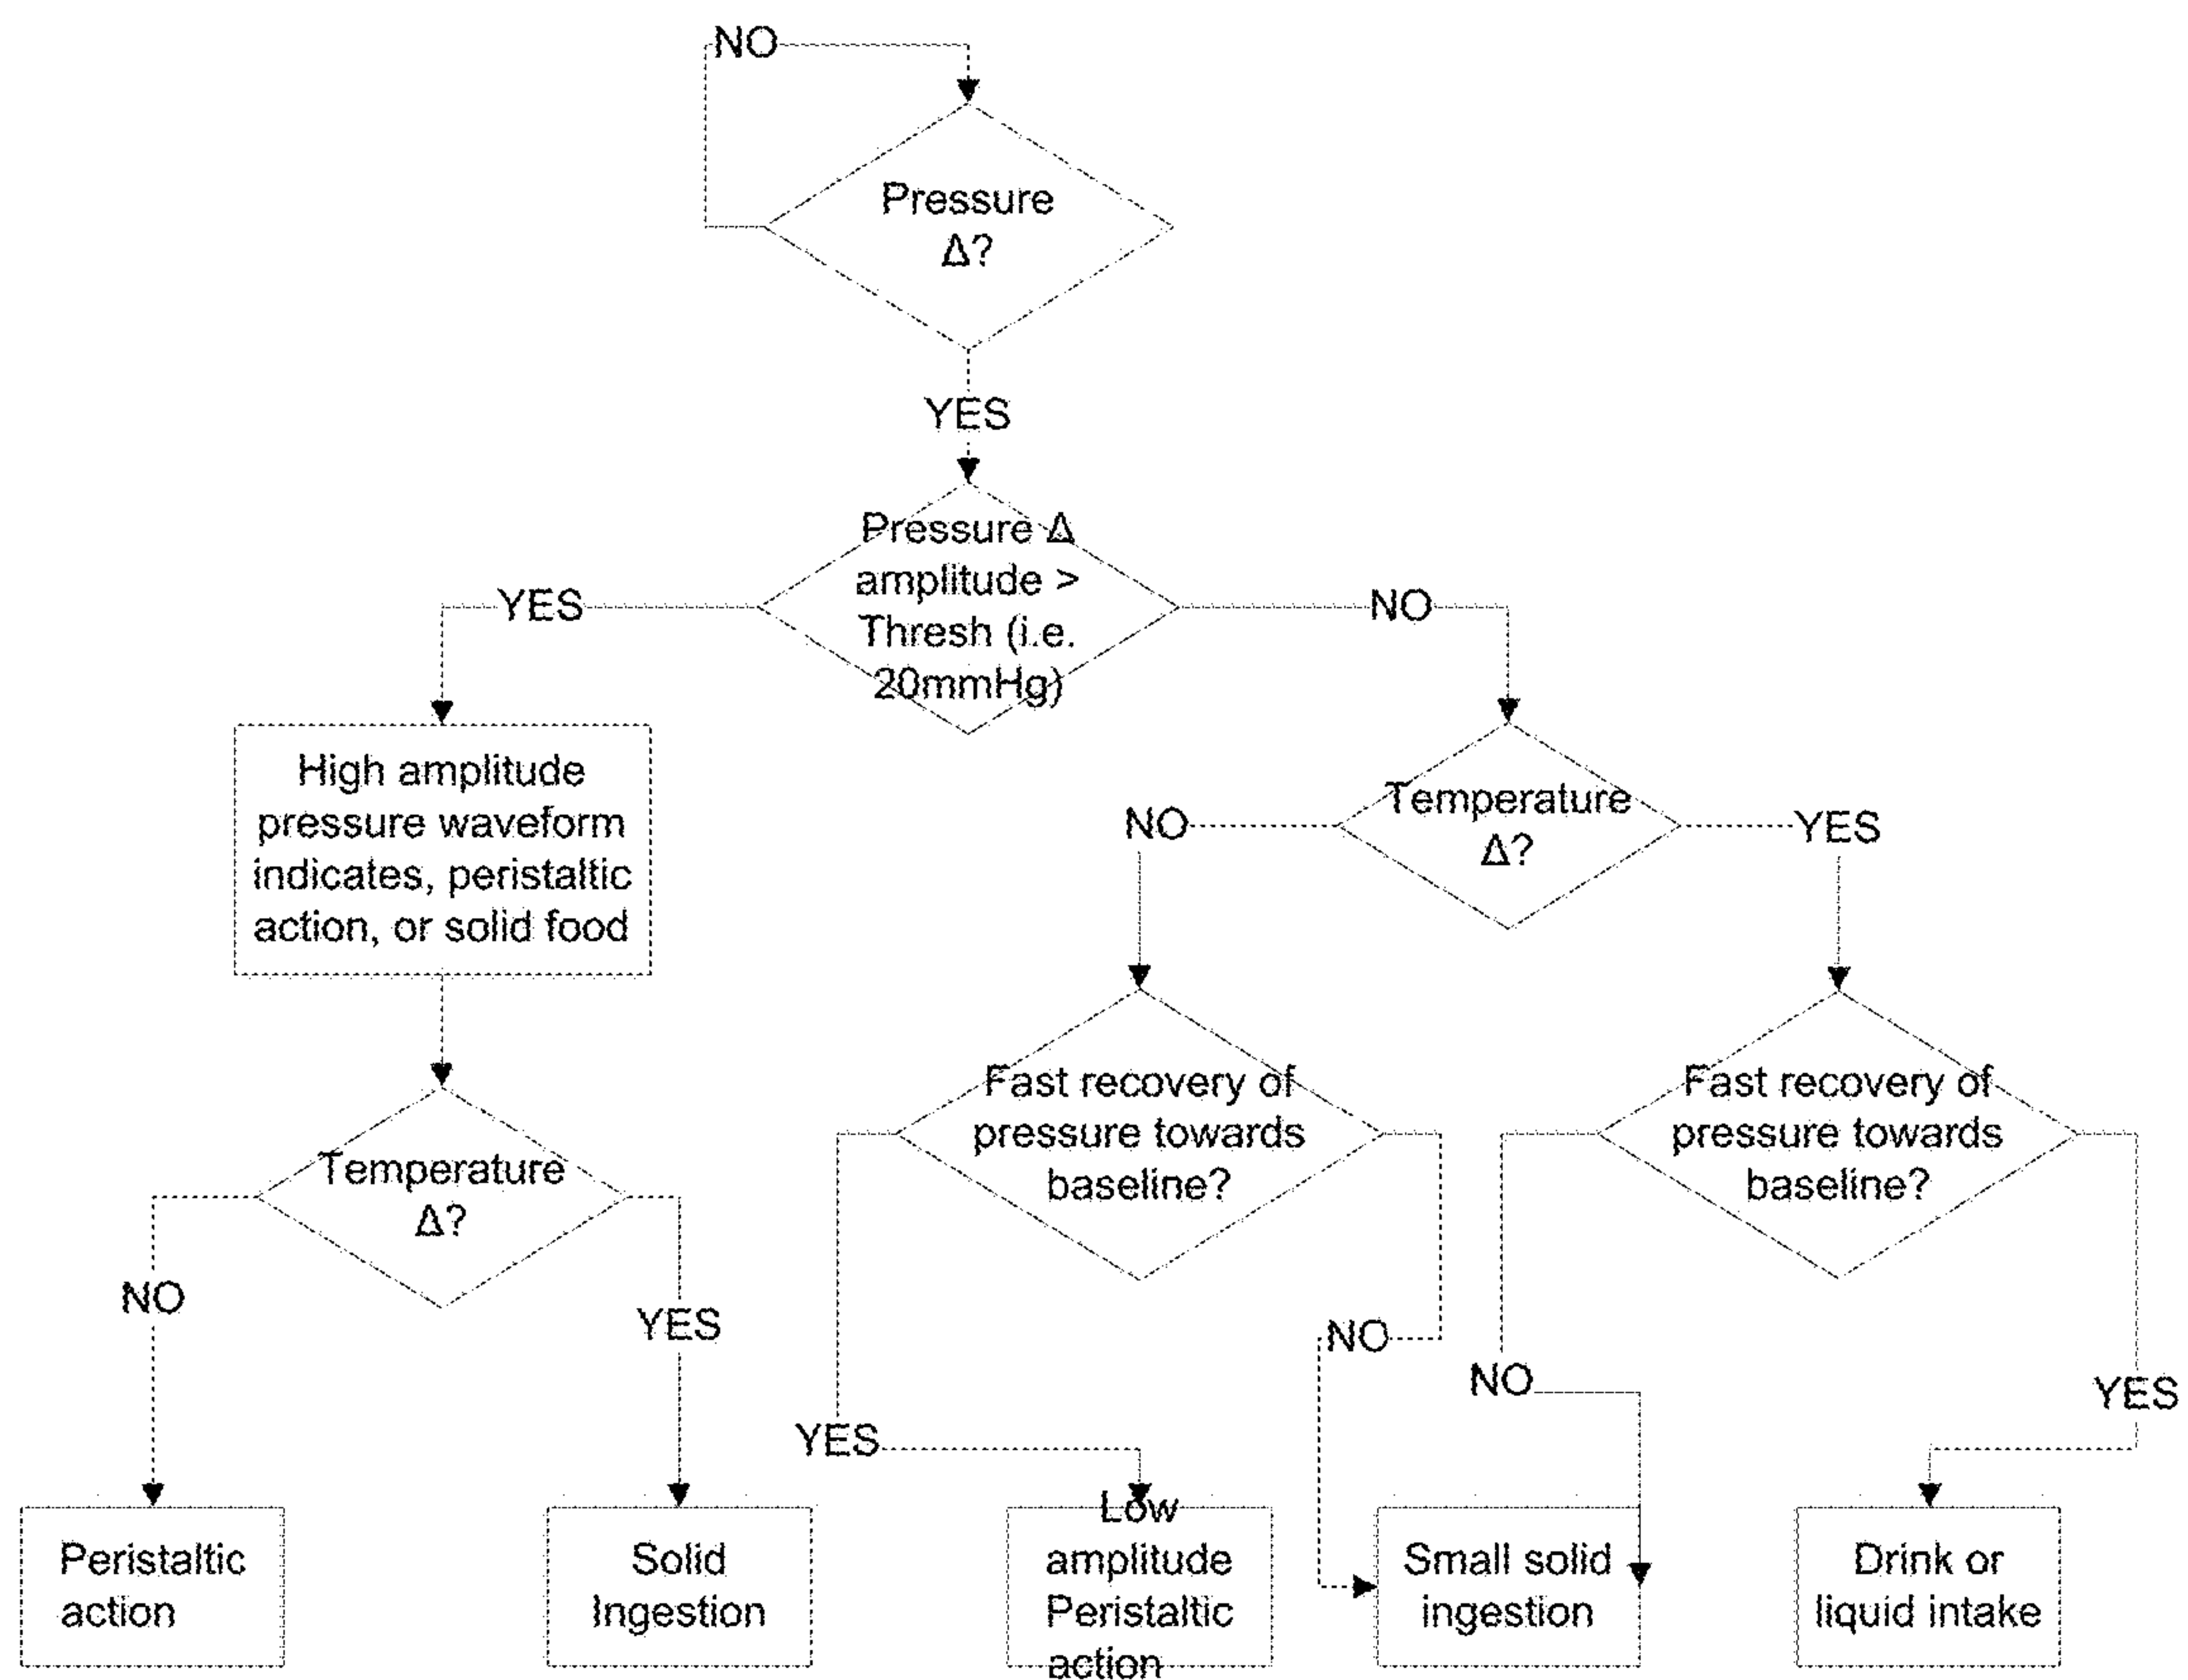 NO
Pressure
Δ?
YES
Pressure Δ
amplitude >
Thresh (i.e.
20mmHg)
YES
NO
High amplitude
pressure waveform
indicates, peristaltic
action, or solid food
Temperature
Δ?
NO
YES
Fast recovery of
pressure towards
baseline?
Fast recovery of
pressure towards
baseline?
Temperature
Δ?
NO
YES
NO
NO
YES
YES
Peristaltic
action
Solid
Ingestion
Low
amplitude
Peristaltic
action
Small solid
ingestion
Drink or
liquid intake